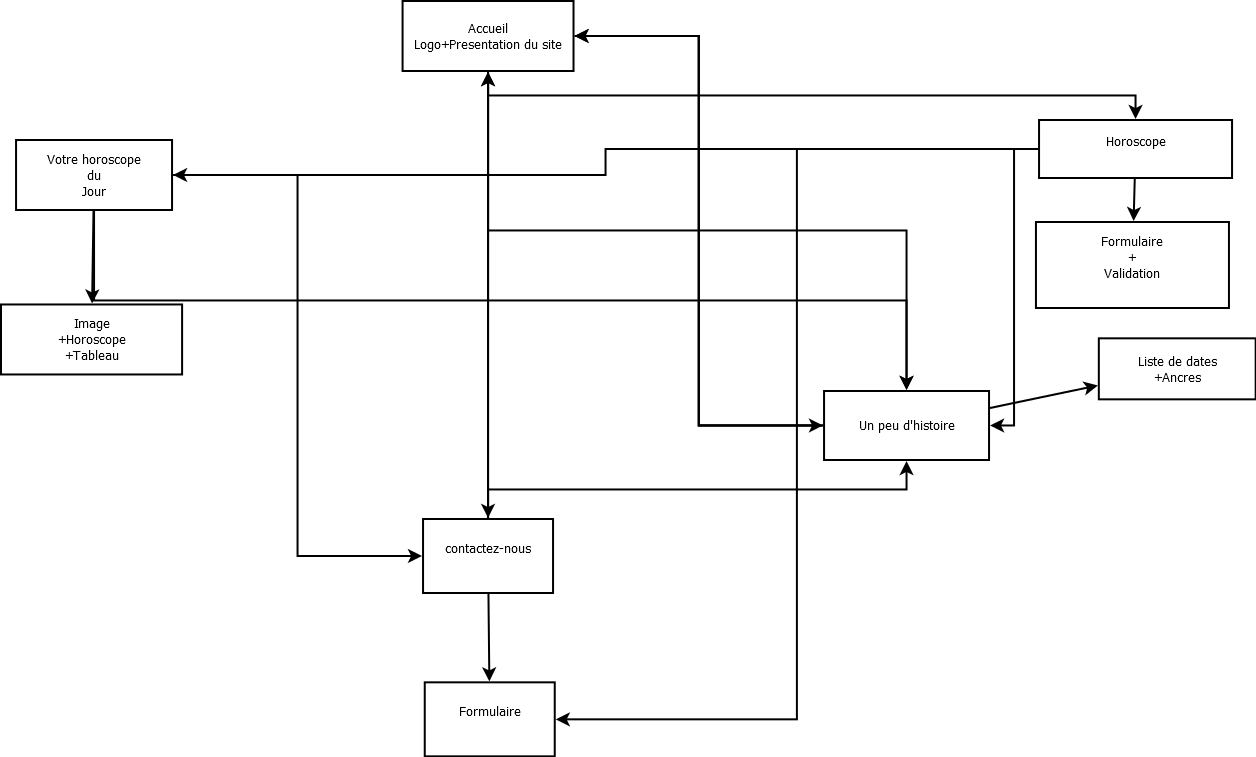 Accueil
Logo+Presentation du site
Horoscope
Votre horoscope
du
Jour
Formulaire
+
Validation
Image
+Horoscope
+Tableau
Liste de dates
+Ancres
Un peu d'histoire
contactez-nous
Formulaire